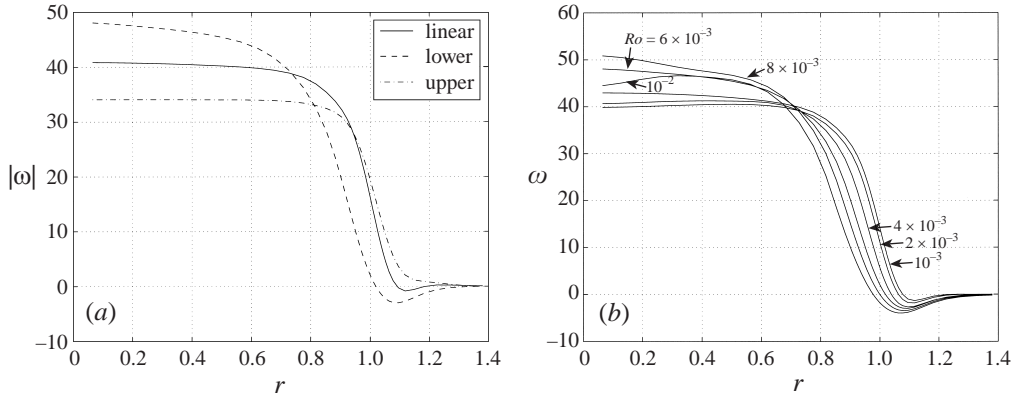 50
40
30
20
10
0
–10
|ω|
linear
lower
upper
(a)
0
0.2
0.4
0.6
0.8
1.0
1.2
1.4
r
60
50
40
30
20
10
0
–10
ω
Ro = 6 × 10⁻³
8 × 10⁻³
10⁻²
4 × 10⁻³
2 × 10⁻³
10⁻³
(b)
0
0.2
0.4
0.6
0.8
1.0
1.2
1.4
r